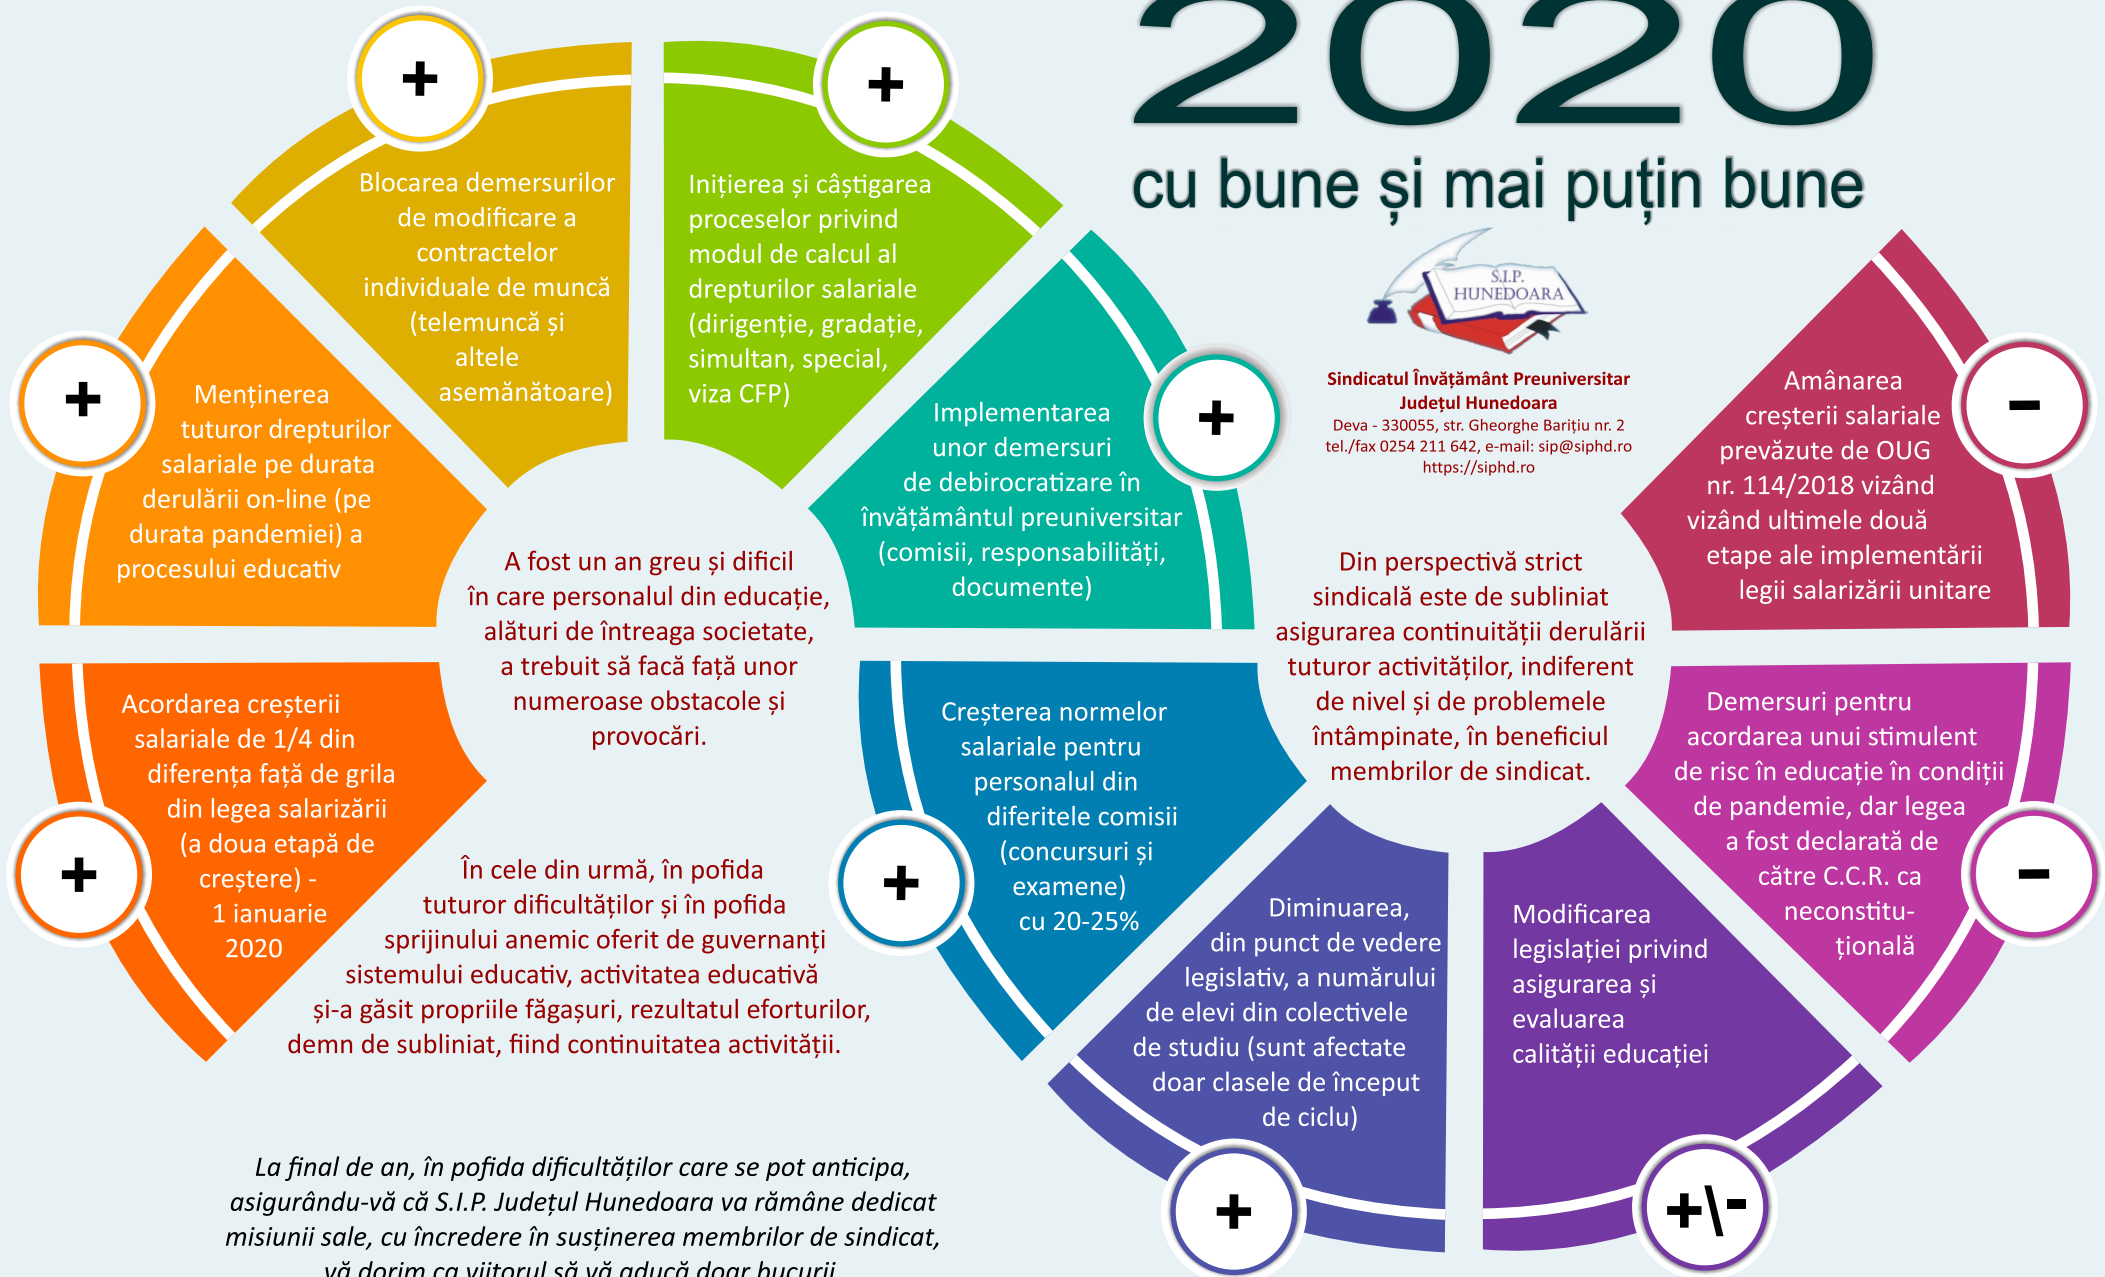 2020
cu bune și mai puțin bune
S.I.P.
HUNEDOARA
Sindicatul Învățământ Preuniversitar
Județul Hunedoara
Deva - 330055, str. Gheorghe Barițiu nr. 2
tel./fax 0254 211 642, e-mail: sip@siphd.ro
https://siphd.ro
+
Acordarea creșterii
salariale de 1/4 din
diferența față de grila
din legea salarizării
(a doua etapă de
creștere) -
1 ianuarie
2020
+
Menținerea
tuturor drepturilor
salariale pe durata
derulării on-line (pe
durata pandemiei) a
procesului educativ
+
Blocarea demersurilor
de modificare a
contractelor
individuale de muncă
(telemuncă și
altele
asemănătoare)
+
Inițierea și câștigarea
proceselor privind
modul de calcul al
drepturilor salariale
(dirigenție, gradație,
simultan, special,
viza CFP)
+
Implementarea
unor demersuri
de debirocratizare în
învățământul preuniversitar
(comisii, responsabilități,
documente)
+
Creșterea normelor
salariale pentru
personalul din
diferitele comisii
(concursuri și
examene)
cu 20-25%
+
Diminuarea,
din punct de vedere
legislativ, a numărului
de elevi din colectivele
de studiu (sunt afectate
doar clasele de început
de ciclu)
+\-
Modificarea
legislației privind
asigurarea și
evaluarea
calității educației
-
Demersuri pentru
acordarea unui stimulent
de risc în educație în condiții
de pandemie, dar legea
a fost declarată de
către C.C.R. ca
neconstitu-
țională
-
Amânarea
creșterii salariale
prevăzute de OUG
nr. 114/2018 vizând
vizând ultimele două
etape ale implementării
legii salarizării unitare
A fost un an greu și dificil
în care personalul din educație,
alături de întreaga societate,
a trebuit să facă față unor
numeroase obstacole și
provocări.
Din perspectivă strict
sindicală este de subliniat
asigurarea continuității derulării
tuturor activităților, indiferent
de nivel și de problemele
întâmpinate, în beneficiul
membrilor de sindicat.
În cele din urmă, în pofida
tuturor dificultăților și în pofida
sprijinului anemic oferit de guvernanți
sistemului educativ, activitatea educativă
și-a găsit propriile făgașuri, rezultatul eforturilor,
demn de subliniat, fiind continuitatea activității.
La final de an, în pofida dificultăților care se pot anticipa,
asigurându-vă că S.I.P. Județul Hunedoara va rămâne dedicat
misiunii sale, cu încredere în susținerea membrilor de sindicat,
vă dorim ca viitorul să vă aducă doar bucurii